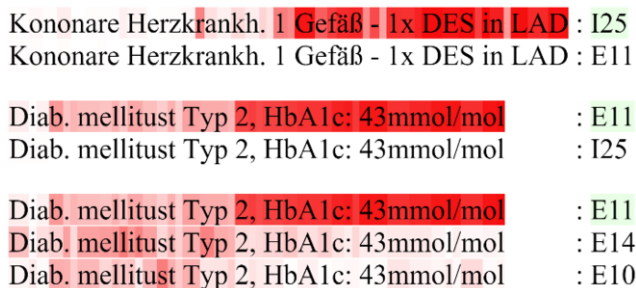 Kononare Herzkrankh. 1 Gefäß - 1x DES in LAD : I25
Kononare Herzkrankh. 1 Gefäß - 1x DES in LAD : E11
Diab. mellitust Typ 2, HbA1c: 43mmol/mol : E11
Diab. mellitust Typ 2, HbA1c: 43mmol/mol : I25
Diab. mellitust Typ 2, HbA1c: 43mmol/mol : E11
Diab. mellitust Typ 2, HbA1c: 43mmol/mol : E14
Diab. mellitust Typ 2, HbA1c: 43mmol/mol : E10